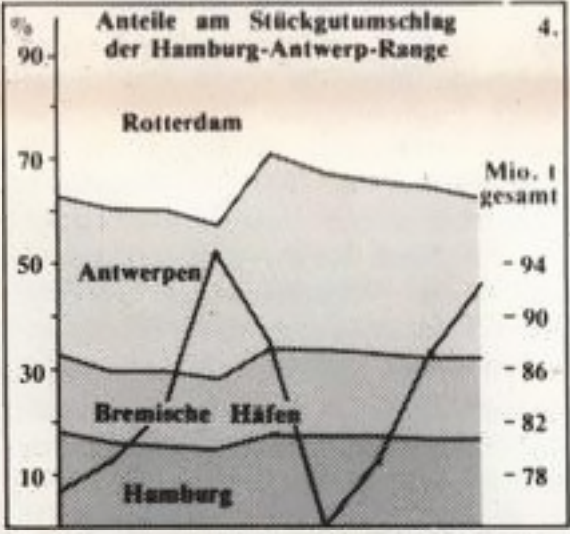 %
Anteile am Stückgutumschlag
4.
der Hamburg-Antwerp-Range
90
Rotterdam
70
Mio. t
gesamt
50
Antwerpen
- 94
- 90
30
- 86
Bremische Häfen
- 82
10
- 78
Hamburg